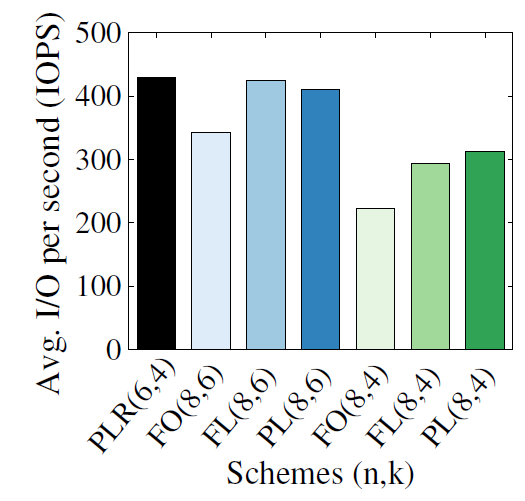 Avg. I/O per second (IOPS)
500
400
300
200
100
0
PLR(6,4)
FO(8,6)
FL(8,6)
PL(8,6)
FO(8,4)
FL(8,4)
PL(8,4)
Schemes (n,k)